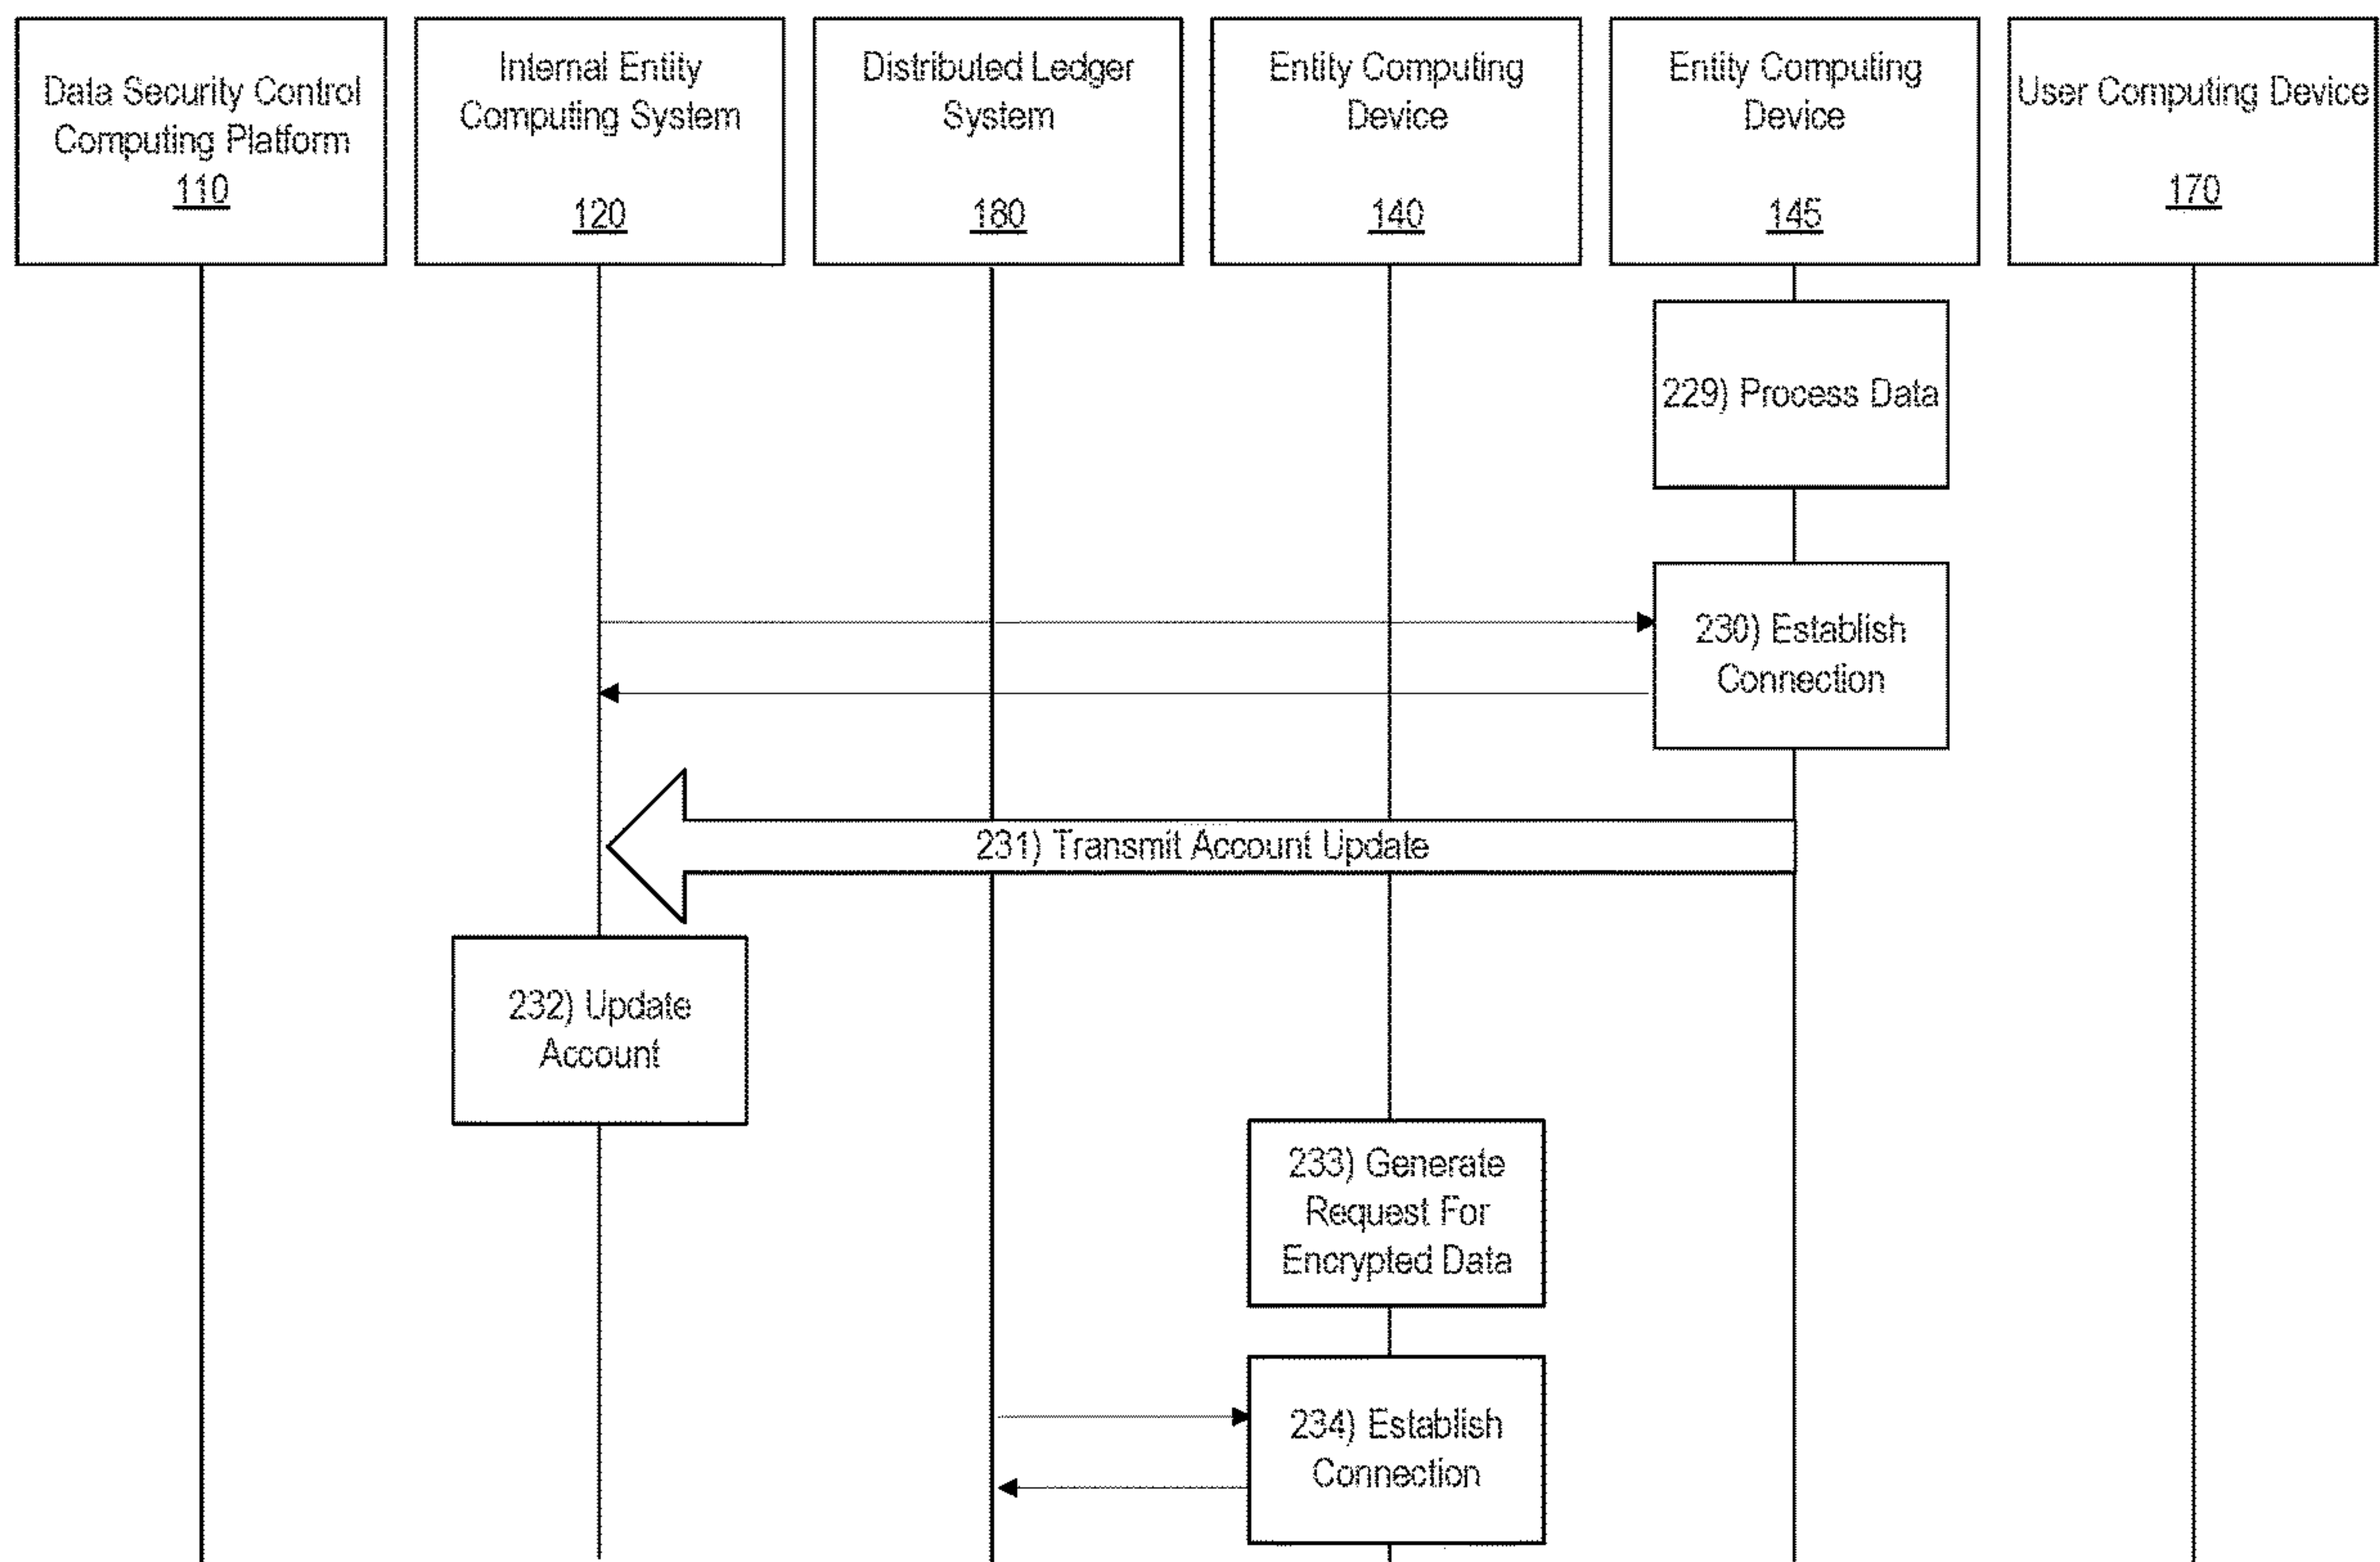 Data Security Control
Computing Platform
110
Internal Entity
Computing System
120
Distributed Ledger
System
180
Entity Computing
Device
140
Entity Computing
Device
145
User Computing Device
170
229) Process Data
230) Establish
Connection
231) Transmit Account Update
232) Update
Account
233) Generate
Request For
Encrypted Data
234) Establish
Connection